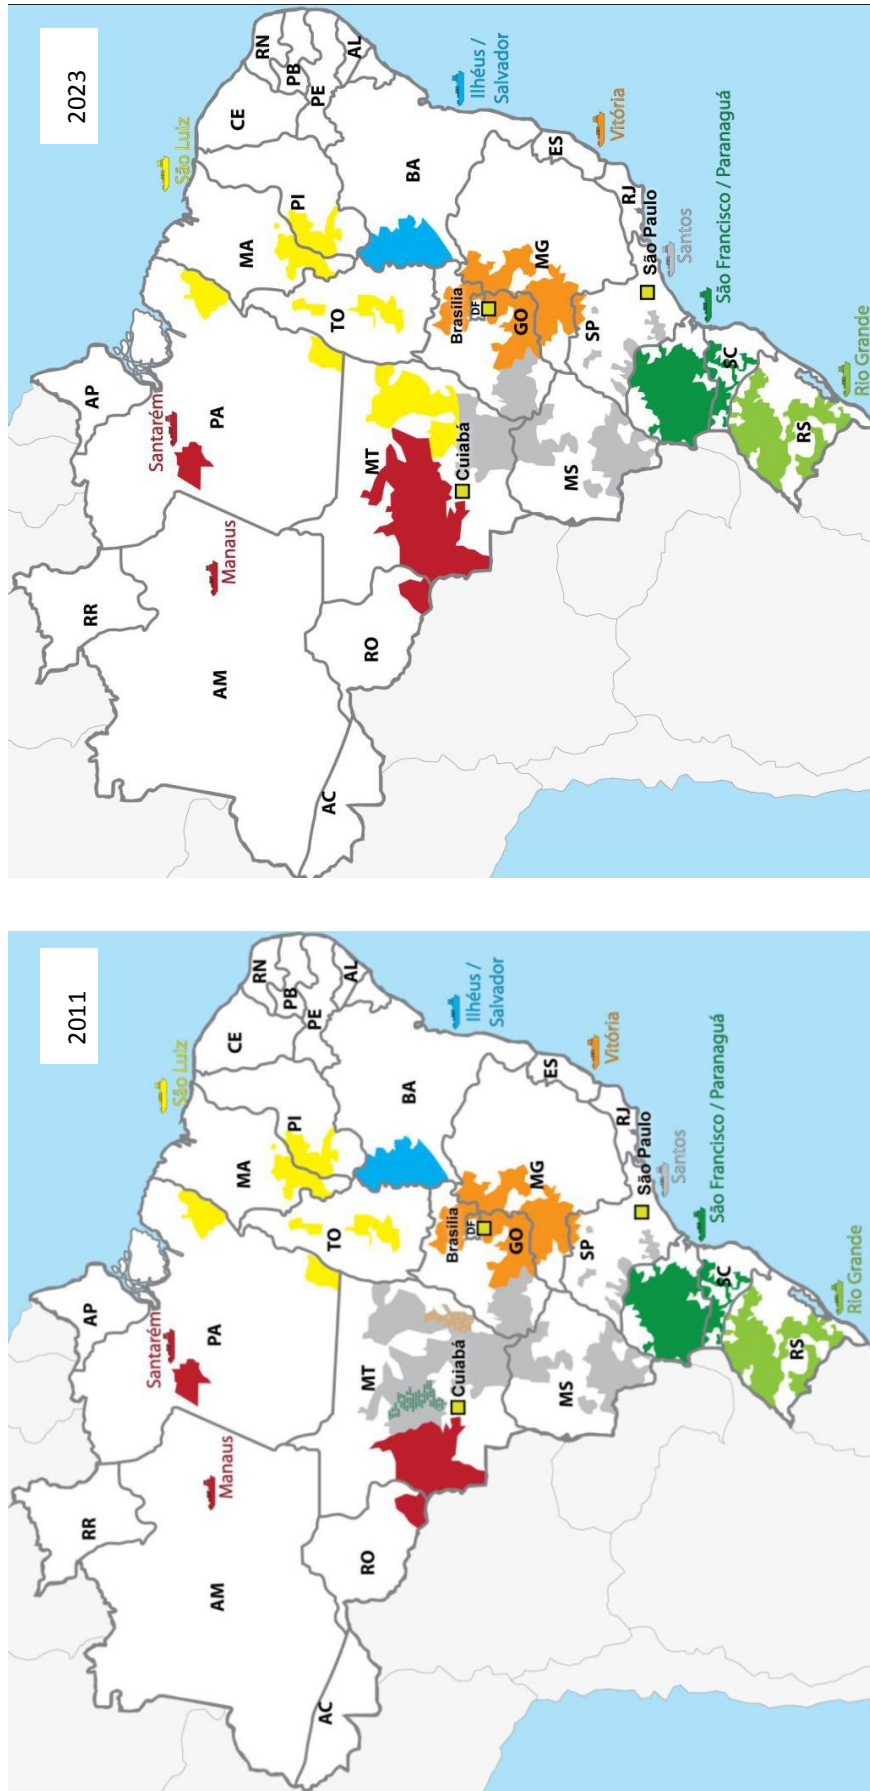 2011
RR
AP
AM
PA
Santarém
Manaus
São Luiz
MA
CE
RN
PB
PE
AL
PI
TO
AC
RO
MT
BA
Ilhéus /
Salvador
Cuiabá
Brasília
DF
GO
MG
ES
Vitória
MS
SP
RJ
São Paulo
Santos
SC
São Francisco / Paranaguá
RS
Rio Grande
2023
RR
AP
AM
PA
Santarém
Manaus
São Luiz
MA
CE
RN
PB
PE
AL
PI
TO
AC
RO
MT
BA
Ilhéus /
Salvador
Cuiabá
Brasília
DF
GO
MG
ES
Vitória
MS
SP
RJ
São Paulo
Santos
SC
São Francisco / Paranaguá
RS
Rio Grande